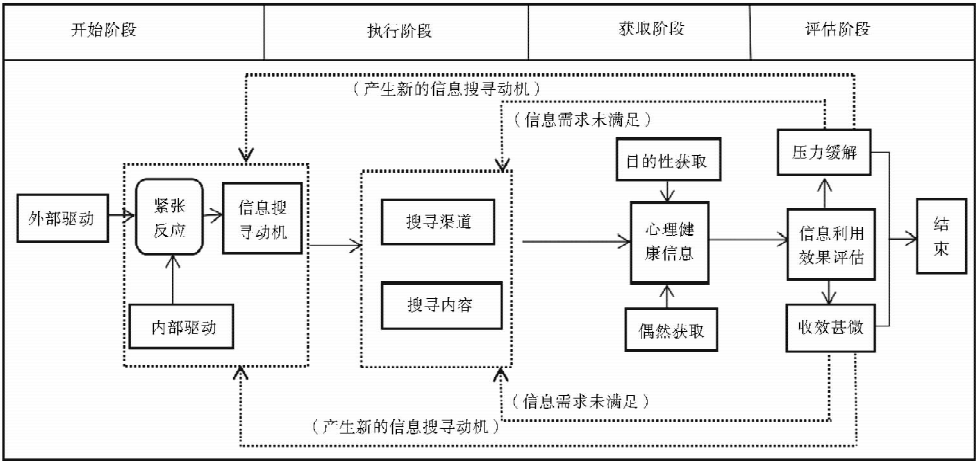 开始阶段
执行阶段
获取阶段
评估阶段
（产生新的信息搜寻动机）
（信息需求未满足）
外部驱动
紧张
反应
信息搜
寻动机
内部驱动
搜寻渠道
搜寻内容
目的性获取
心理健
康信息
偶然获取
压力缓解
信息利用
效果评估
收效甚微
结
束
（信息需求未满足）
（产生新的信息搜寻动机）